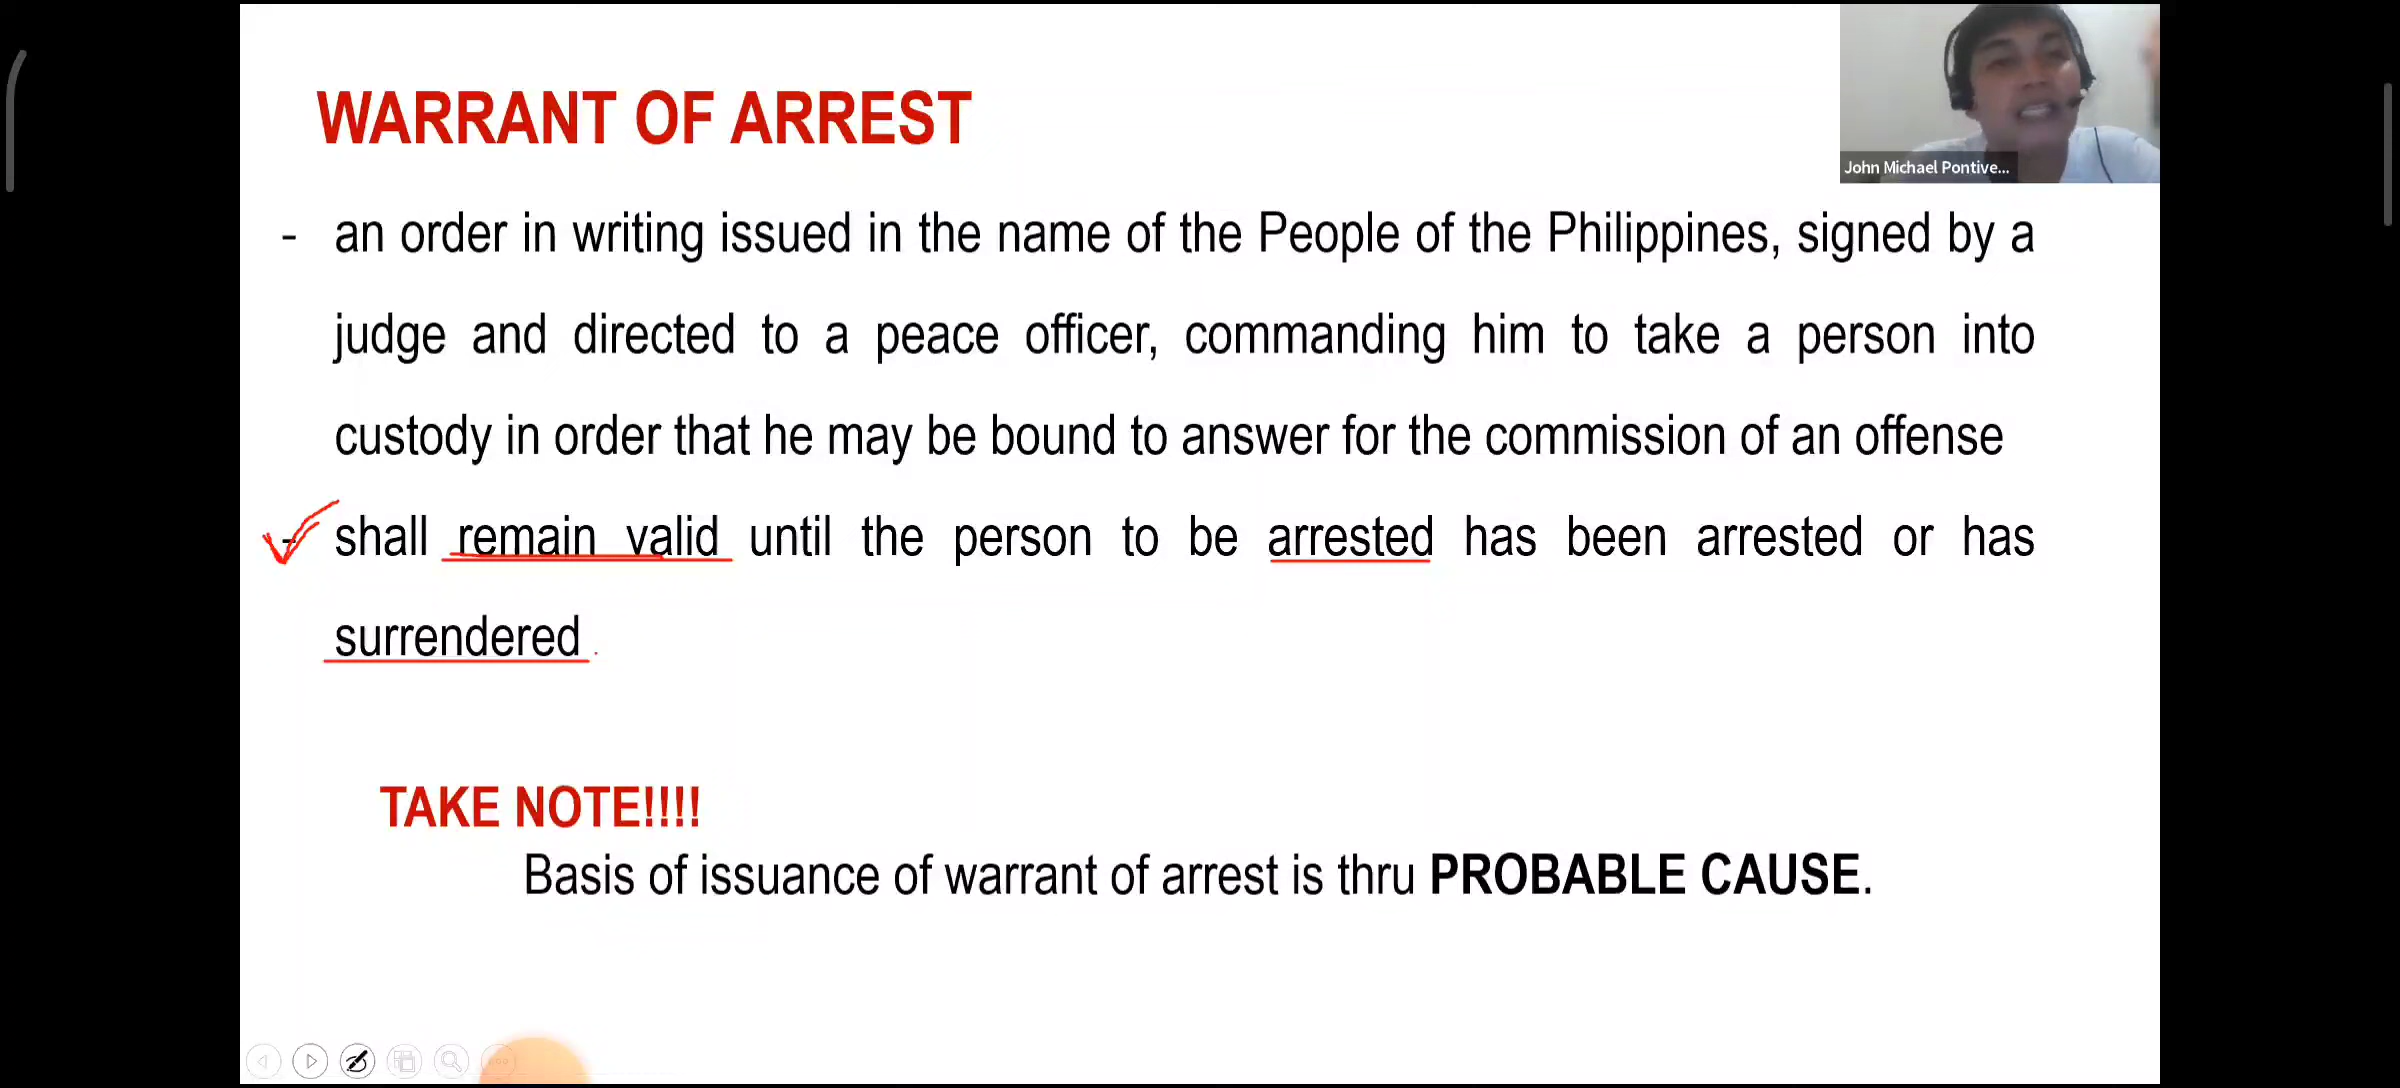 WARRANT OF ARREST
John Michael Pontive...
- an order in writing issued in the name of the People of the Philippines, signed by a
judge and directed to a peace officer, commanding him to take a person into
custody in order that he may be bound to answer for the commission of an offense
- shall remain valid until the person to be arrested has been arrested or has
surrendered
TAKE NOTE!!!!
Basis of issuance of warrant of arrest is thru PROBABLE CAUSE.